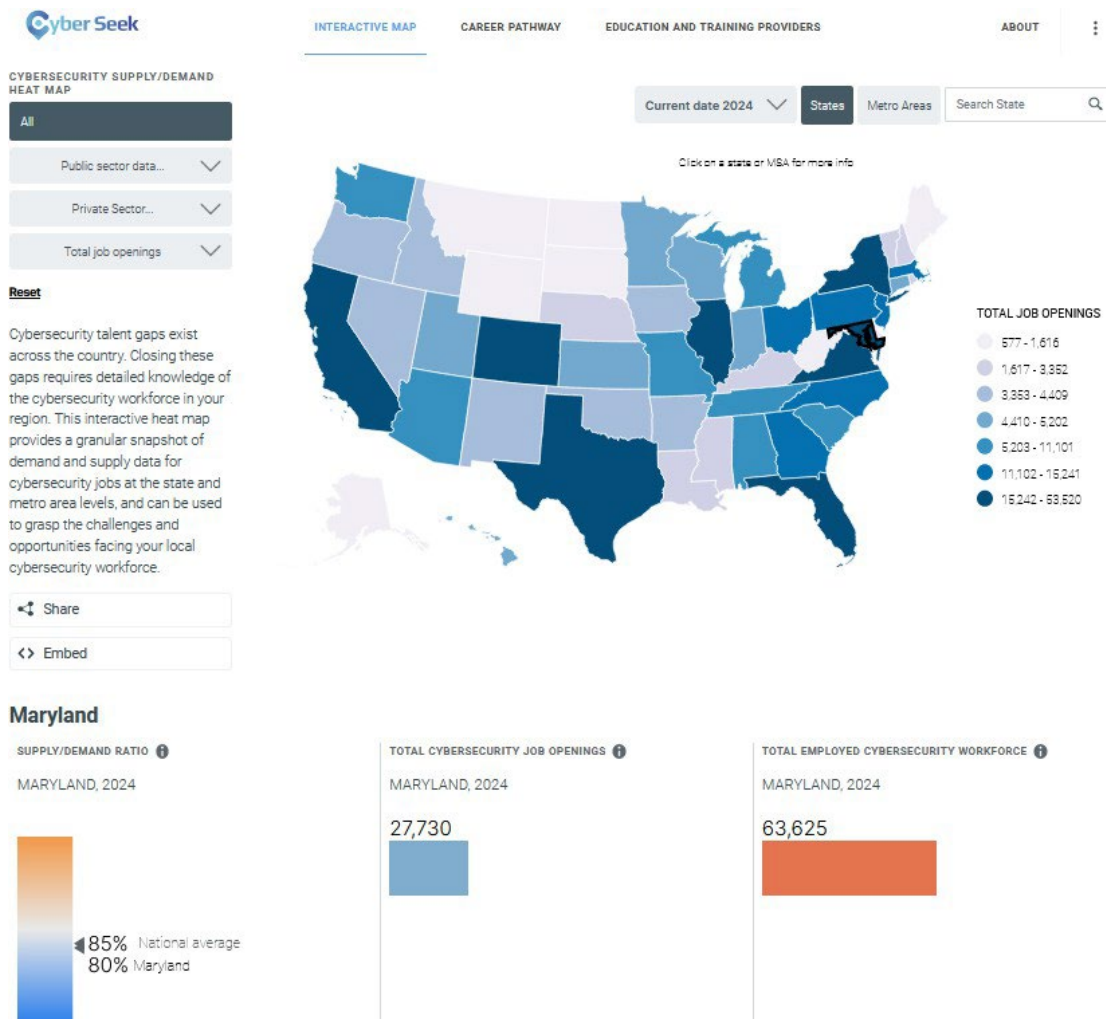 Cyber Seek
INTERACTIVE MAP
CAREER PATHWAY
EDUCATION AND TRAINING PROVIDERS
ABOUT
CYBERSECURITY SUPPLY/DEMAND
HEAT MAP
All
Public sector data...
Private Sector...
Total job openings
Reset
Cybersecurity talent gaps exist
across the country. Closing these
gaps requires detailed knowledge of
the cybersecurity workforce in your
region. This interactive heat map
provides a granular snapshot of
demand and supply data for
cybersecurity jobs at the state and
metro area levels, and can be used
to grasp the challenges and
opportunities facing your local
cybersecurity workforce.
Share
Embed
Current date 2024
States
Metro Areas
Search State
Click on a state or MSA for more info
TOTAL JOB OPENINGS
577 - 1,616
1,617 - 3,352
3,353 - 4,409
4,410 - 5,202
5,203 - 11,101
11,102 - 15,241
15,242 - 53,520
Maryland
SUPPLY/DEMAND RATIO
MARYLAND, 2024
85% National average
80% Maryland
TOTAL CYBERSECURITY JOB OPENINGS
MARYLAND, 2024
27,730
TOTAL EMPLOYED CYBERSECURITY WORKFORCE
MARYLAND, 2024
63,625